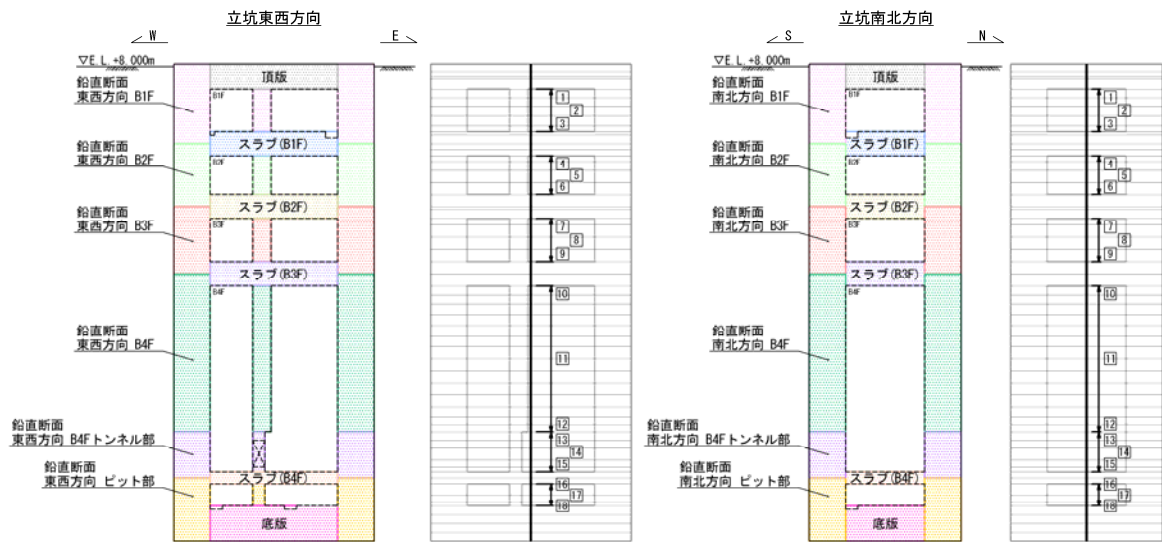 立坑東西方向
W
E
▽E.L.+8.000m
頂版
鉛直断面
東西方向 B1F
B1F
スラブ(B1F)
鉛直断面
東西方向 B2F
B2F
スラブ(B2F)
鉛直断面
東西方向 B3F
B3F
スラブ(B3F)
B4F
鉛直断面
東西方向 B4F
鉛直断面
東西方向 B4Fトンネル部
スラブ(B4F)
鉛直断面
東西方向 ピット部
底版
1
2
3
4
5
6
7
8
9
10
11
12
13
14
15
16
17
18
立坑南北方向
S
N
▽E.L.+8.000m
頂版
鉛直断面
南北方向 B1F
B1F
スラブ(B1F)
鉛直断面
南北方向 B2F
B2F
スラブ(B2F)
鉛直断面
南北方向 B3F
B3F
スラブ(B3F)
B4F
鉛直断面
南北方向 B4F
鉛直断面
南北方向 B4Fトンネル部
スラブ(B4F)
鉛直断面
南北方向 ピット部
底版
1
2
3
4
5
6
7
8
9
10
11
12
13
14
15
16
17
18